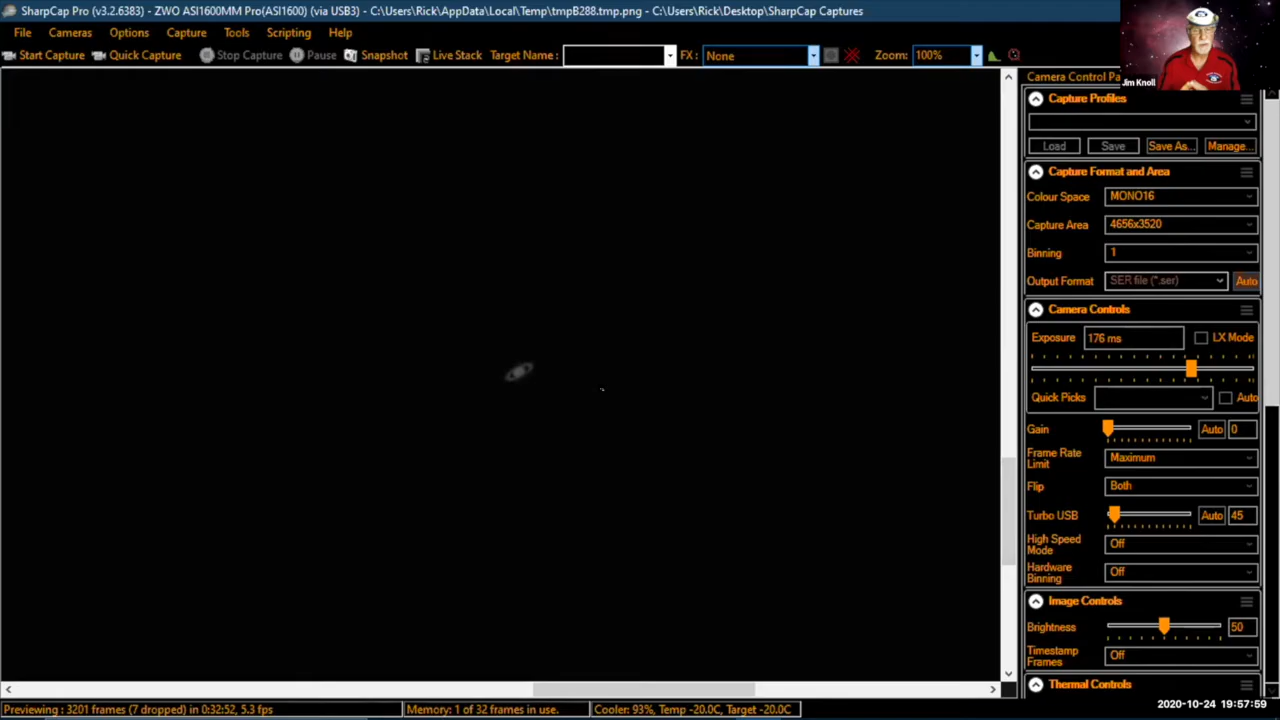 SharpCap Pro (v3.2.6383) - ZWO ASI1600MM Pro(ASI1600) (via USB3) - C:\Users\Rick\AppData\Local\Temp\tmpB288.tmp.png - C:\Users\Rick\Desktop\SharpCap Captures
File Cameras Options Capture Tools Scripting Help
Start Capture Quick Capture Stop Capture Pause Snapshot Live Stack Target Name : FX : None Zoom: 100%
Jim Knoll
Camera Control Pa
Capture Profiles
Load Save Save As... Manage...
Capture Format and Area
Colour Space MONO16
Capture Area 4656x3520
Binning 1
Output Format SER file (*.ser) Auto
Camera Controls
Exposure 176 ms LX Mode
Quick Picks Auto
Gain Auto 0
Frame Rate Limit Maximum
Flip Both
Turbo USB Auto 45
High Speed Mode Off
Hardware Binning Off
Image Controls
Brightness 50
Timestamp Frames Off
Thermal Controls
2020-10-24 19:57:59
Previewing : 3201 frames (7 dropped) in 0:32:52, 5.3 fps Memory: 1 of 32 frames in use. Cooler: 93%, Temp -20.0C, Target -20.0C